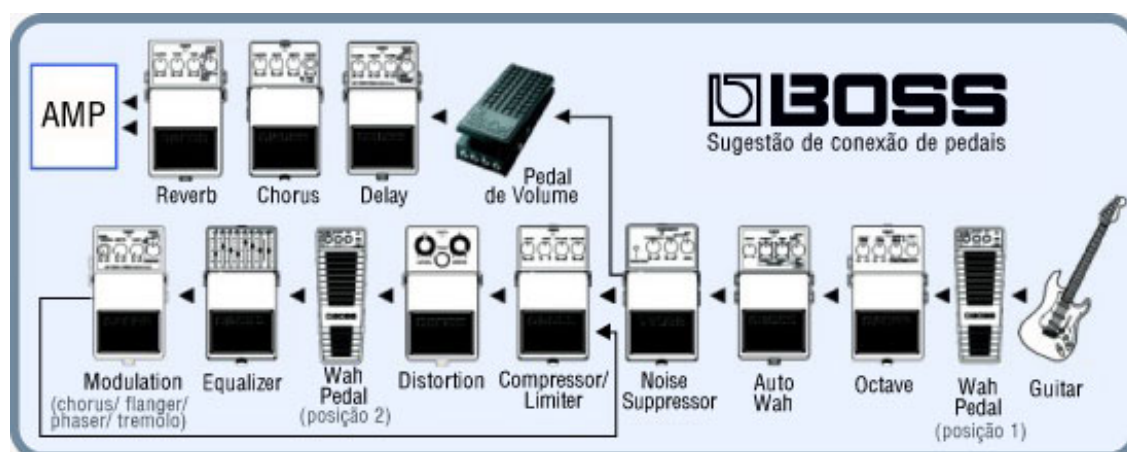 BOSS
Sugestão de conexão de pedais
AMP
Reverb
Chorus
Delay
Pedal
de Volume
Modulation
(chorus/ flanger/
phaser/ tremolo)
Equalizer
Wah
Pedal
(posição 2)
Distortion
Compressor/
Limiter
Noise
Suppressor
Auto
Wah
Octave
Wah
Pedal
(posição 1)
Guitar